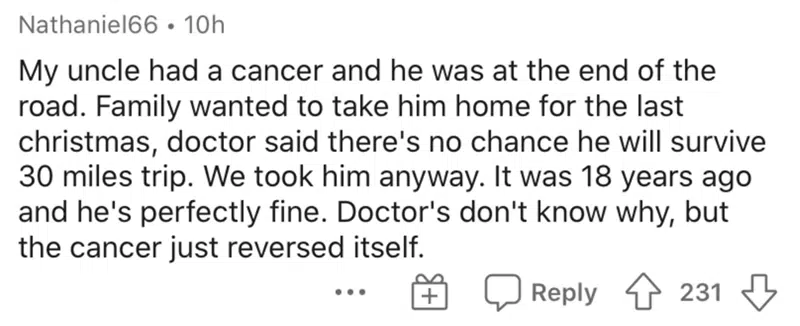 Nathaniel66 • 10h
My uncle had a cancer and he was at the end of the
road. Family wanted to take him home for the last
christmas, doctor said there's no chance he will survive
30 miles trip. We took him anyway. It was 18 years ago
and he's perfectly fine. Doctor's don't know why, but
the cancer just reversed itself.
Reply 231